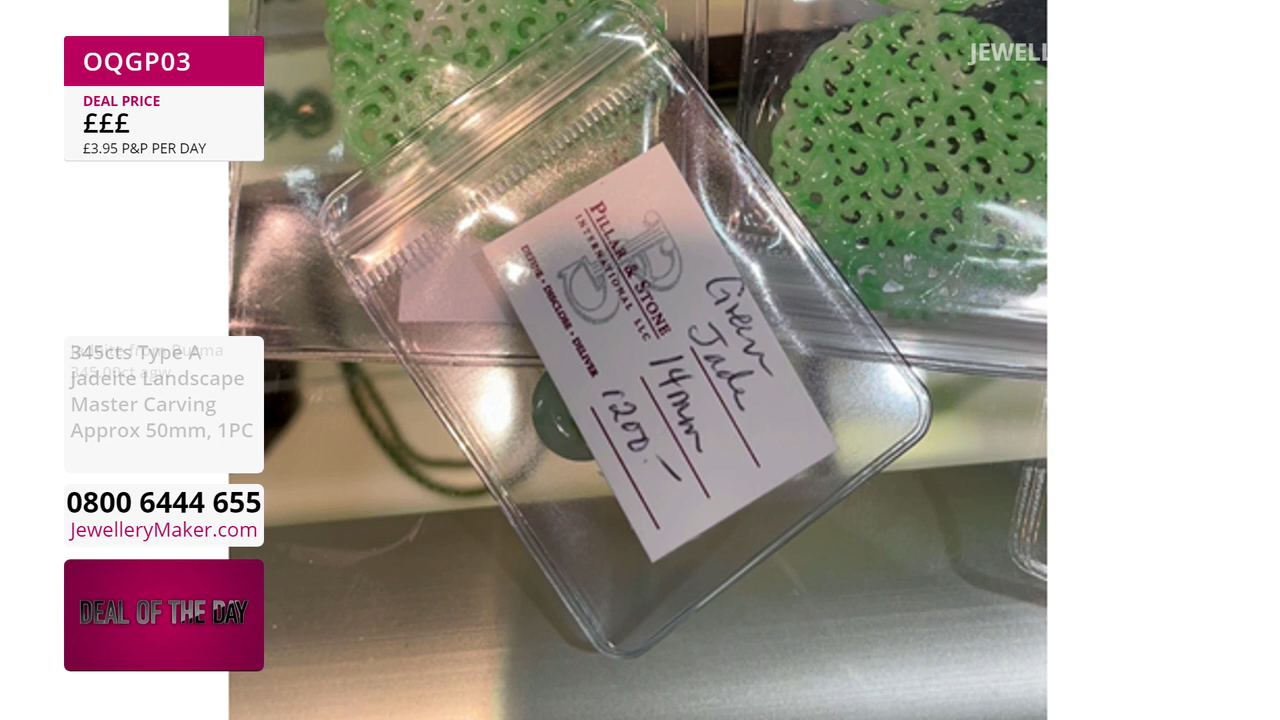 OQGP03
DEAL PRICE
£££
£3.95 P&P PER DAY
JEWELL
PILLAR & STONE
INTERNATIONAL LLC
DEFINE • DISCLOSE • DELIVER
Green
Jade
14mm
1200.—
345cts Type A
Jadeite Landscape
Master Carving
Approx 50mm, 1PC
0800 6444 655
JewelleryMaker.com
DEAL OF THE DAY